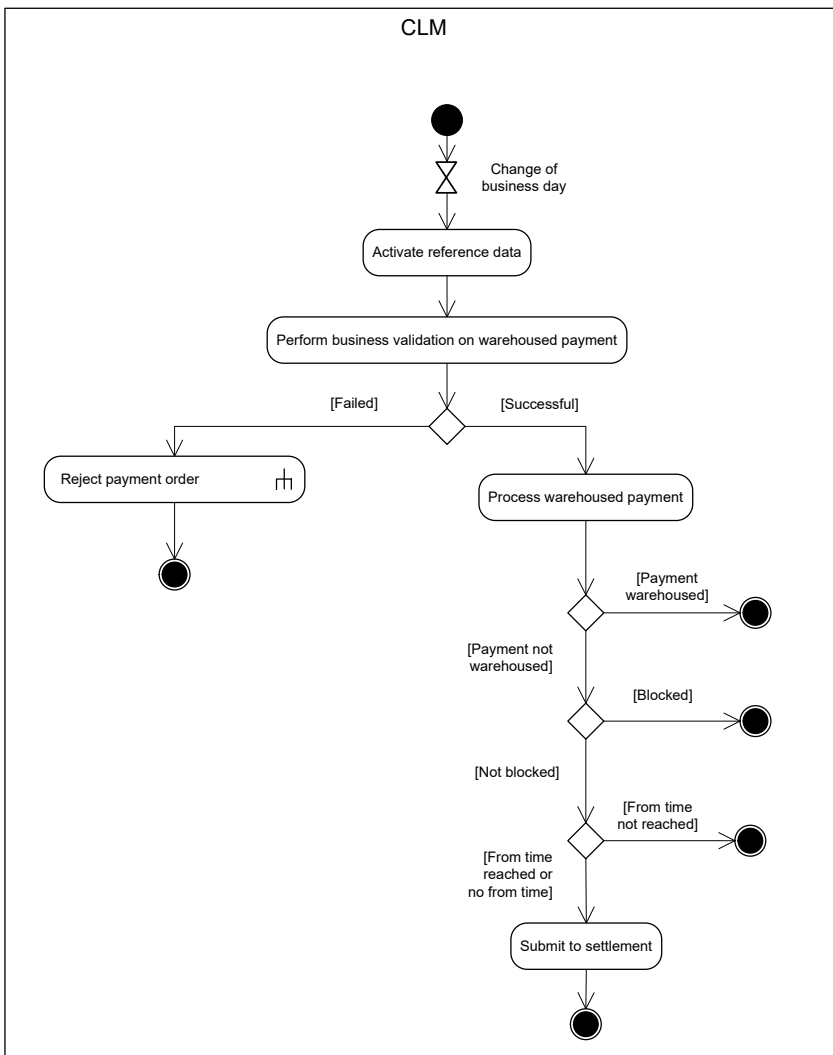 CLM
Change of
business day
Activate reference data
Perform business validation on warehoused payment
[Failed]
[Successful]
Reject payment order
Process warehoused payment
[Payment
warehoused]
[Payment not
warehoused]
[Blocked]
[Not blocked]
[From time
not reached]
[From time
reached or
no from time]
Submit to settlement